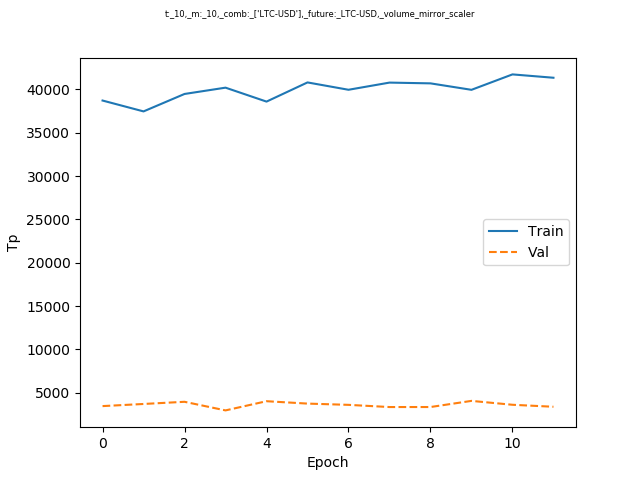 t:_10,_m:_10,_comb:_['LTC-USD'],_future:_LTC-USD,_volume_mirror_scaler
40000
35000
30000
25000
20000
15000
10000
5000
Tp
Train
Val
0 2 4 6 8 10
Epoch